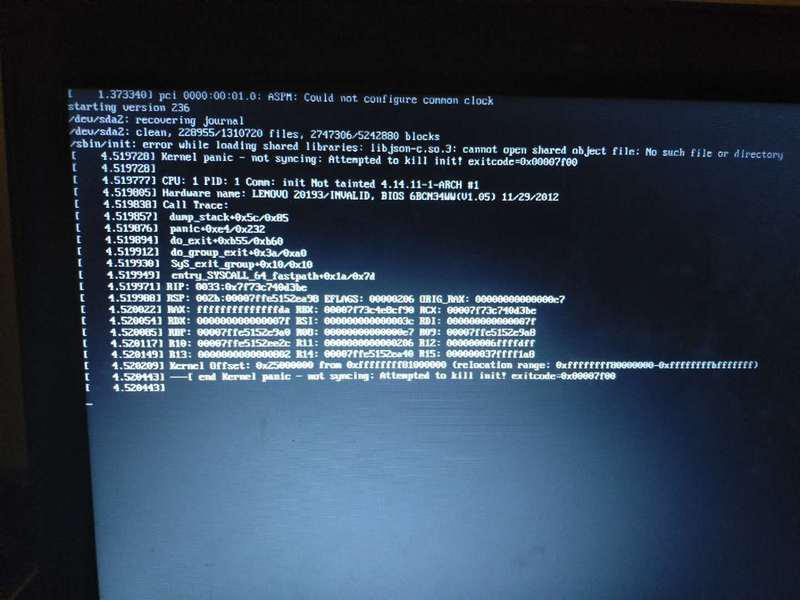 [    1.373340] pci 0000:00:01.0: ASPM: Could not configure common clock
starting version 236
/dev/sda2: recovering journal
/dev/sda2: clean, 228955/1310720 files, 2747306/5242880 blocks
/sbin/init: error while loading shared libraries: libjson-c.so.3: cannot open shared object file: No such file or directory
[    4.519728] Kernel panic - not syncing: Attempted to kill init! exitcode=0x00007f00
[    4.519728]
[    4.519777] CPU: 1 PID: 1 Comm: init Not tainted 4.14.11-1-ARCH #1
[    4.519805] Hardware name: LENOVO 20193/INVALID, BIOS 6BCN34WW(V1.05) 11/29/2012
[    4.519838] Call Trace:
[    4.519857]  dump_stack+0x5c/0x85
[    4.519876]  panic+0xe4/0x232
[    4.519894]  do_exit+0xb55/0xb60
[    4.519912]  do_group_exit+0x3a/0xa0
[    4.519930]  SyS_exit_group+0x10/0x10
[    4.519949]  entry_SYSCALL_64_fastpath+0x1a/0x7d
[    4.519971] RIP: 0033:0x7f73c740d3be
[    4.519988] RSP: 002b:00007ffe5152ea98 EFLAGS: 00000206 ORIG_RAX: 00000000000000e7
[    4.520022] RAX: ffffffffffffffda RBX: 00007f73c4e8cf90 RCX: 00007f73c740d3be
[    4.520054] RDX: 000000000000007f RSI: 000000000000003c RDI: 000000000000007f
[    4.520085] RBP: 00007ffe5152e9a0 R08: 00000000000000e7 R09: 00007ffe5152e9a8
[    4.520117] R10: 00007ffe5152ee2c R11: 0000000000000206 R12: 000000006ffffdff
[    4.520149] R13: 0000000000000802 R14: 00007ffe5152ea40 R15: 000000037ffff1a8
[    4.520209] Kernel Offset: 0x25000000 from 0xffffffff81000000 (relocation range: 0xffffffff80000000-0xffffffffbfffffff)
[    4.520443] ---[ end Kernel panic - not syncing: Attempted to kill init! exitcode=0x00007f00
[    4.520443]